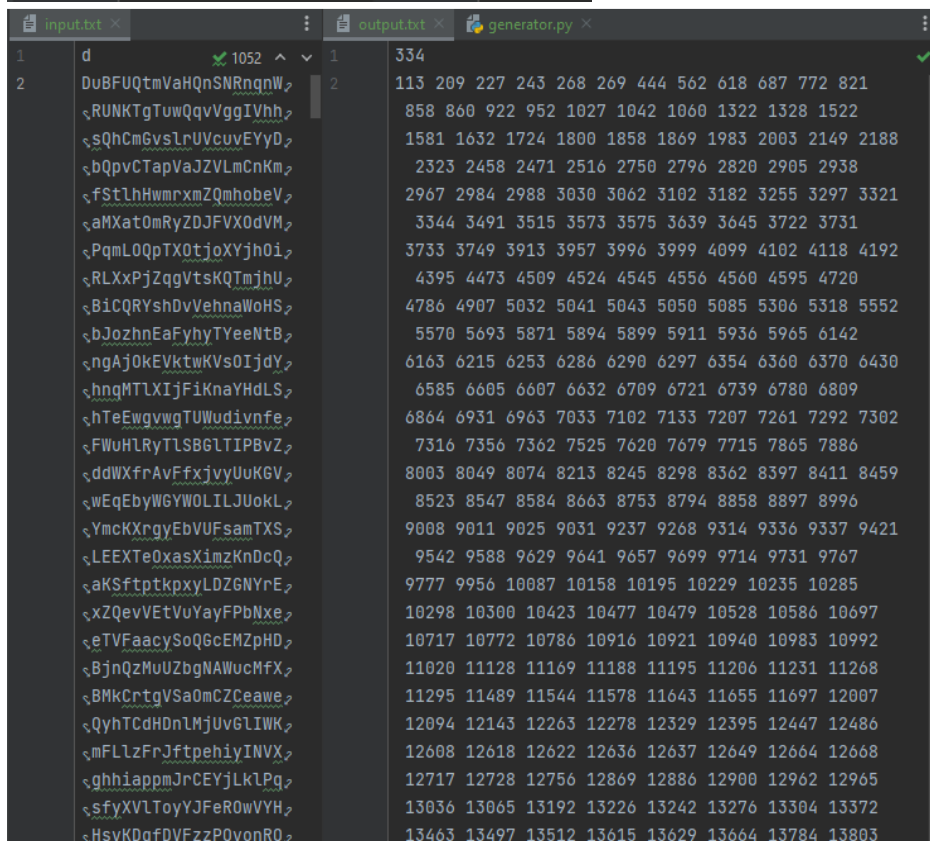 input.txt
output.txt
generator.py
1
d
1052
2
DuBFUQtmVaHQnSNRnqnW
RUNKTgTuwQqvVggIVhh
sQhCmGvslrUVcuvEYyD
bQpvCTapVaJZVLmCnKm
fStlhHwmrxmZQmhobeV
aMXatOmRyZDJFVXOdVM
PqmLOQpTXOtjoXYjhOi
RLXxPjZqgVtsKQTmjhU
BiCQRYshDvVehnaWoHS
bJozhnEaFyhyTYeeNtB
ngAjOkEVktwKVsOIjdY
hnqMTlXIjFiKnaYHdLS
hTeEwgvwgTUWudivnfe
FWuHlRyTlSBGlTIPBvZ
ddWXfrAvFfxjvyUuKGV
wEqEbyWGYWOLILJUokL
YmcKXrgyEbVUFsamTXS
LEEXTeOxasXimzKnDcQ
aKSftptkpxyLDZGNYrE
xZQevVEtVuYayFPbNxe
eTVFaacySoQGcEMZpHD
BjnQzMuUZbgNAWucMfX
BMkCrtgVSaOmCZCeawe
QyhTCdHDnlMjUvGlIWK
mFLlzFrJftpehiyINVX
ghhiappmJrCEYjLklPq
sfyXVlToyYJFeROwVYH
HsyKDgfDVFzzPOyonRO
1
334
2
113 209 227 243 268 269 444 562 618 687 772 821
858 860 922 952 1027 1042 1060 1322 1328 1522
1581 1632 1724 1800 1858 1869 1983 2003 2149 2188
2323 2458 2471 2516 2750 2796 2820 2905 2938
2967 2984 2988 3030 3062 3102 3182 3255 3297 3321
3344 3491 3515 3573 3575 3639 3645 3722 3731
3733 3749 3913 3957 3996 3999 4099 4102 4118 4192
4395 4473 4509 4524 4545 4556 4560 4595 4720
4786 4907 5032 5041 5043 5050 5085 5306 5318 5552
5570 5693 5871 5894 5899 5911 5936 5965 6142
6163 6215 6253 6286 6290 6297 6354 6360 6370 6430
6585 6605 6607 6632 6709 6721 6739 6780 6809
6864 6931 6963 7033 7102 7133 7207 7261 7292 7302
7316 7356 7362 7525 7620 7679 7715 7865 7886
8003 8049 8074 8213 8245 8298 8362 8397 8411 8459
8523 8547 8584 8663 8753 8794 8858 8897 8996
9008 9011 9025 9031 9237 9268 9314 9336 9337 9421
9542 9588 9629 9641 9657 9699 9714 9731 9767
9777 9956 10087 10158 10195 10229 10235 10285
10298 10300 10423 10477 10479 10528 10586 10697
10717 10772 10786 10916 10921 10940 10983 10992
11020 11128 11169 11188 11195 11206 11231 11268
11295 11489 11544 11578 11643 11655 11697 12007
12094 12143 12263 12278 12329 12395 12447 12486
12608 12618 12622 12636 12637 12649 12664 12668
12717 12728 12756 12869 12886 12900 12962 12965
13036 13065 13192 13226 13242 13276 13304 13372
13463 13497 13512 13615 13629 13664 13784 13803